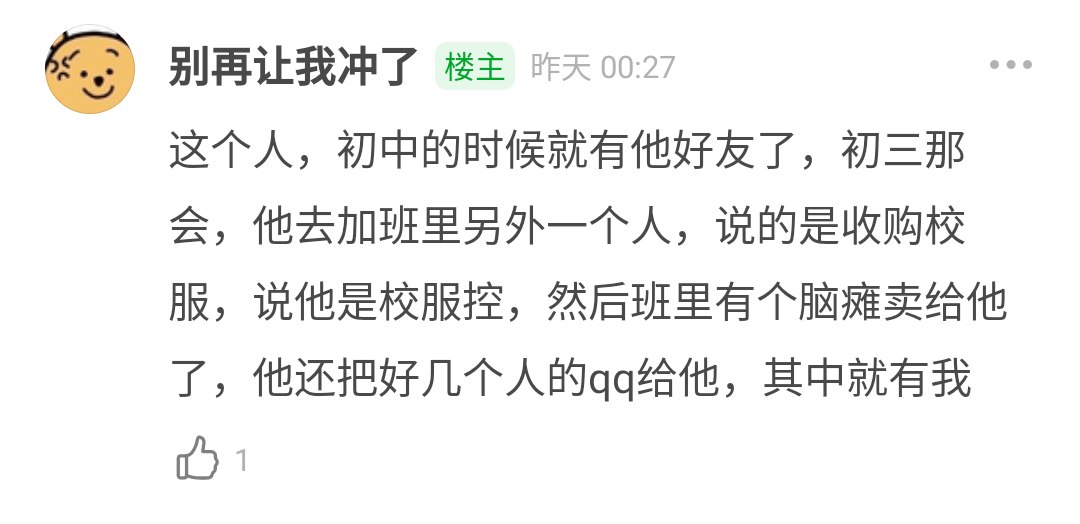 别再让我冲了 楼主 昨天 00:27
这个人，初中的时候就有他好友了，初三那
会，他去加班里另外一个人，说的是收购校
服，说他是校服控，然后班里有个脑瘫卖给他
了，他还把好几个人的qq给他，其中就有我
1